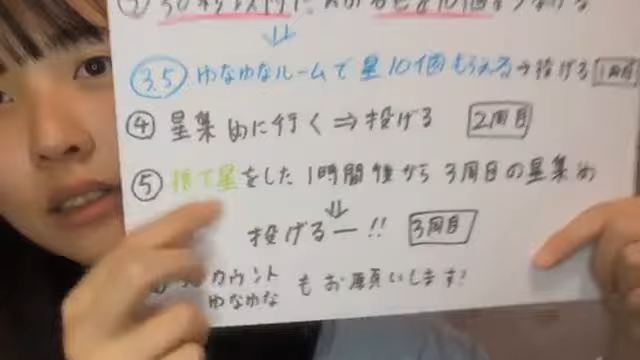 ③.⑤ ゆなゆなルームで星10個もらえる→投げる 1周目
④ 星集めに行く⇒投げる 2周目
⑤ 捨て星をした1時間後から3周目の星集め
⇓
投げるー!! 3周目
カウント
ゆなゆな もお願いします!